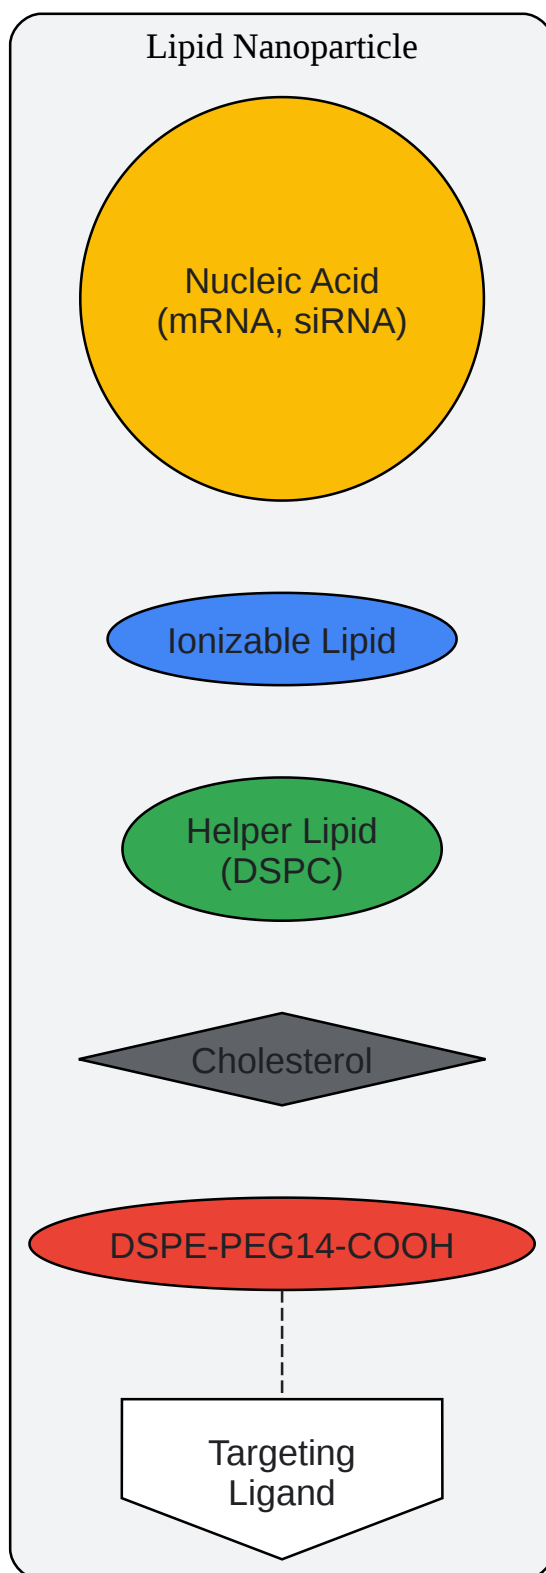 Lipid Nanoparticle
Nucleic Acid
(mRNA, siRNA)
Ionizable Lipid
Helper Lipid
(DSPC)
Cholesterol
DSPE-PEG14-COOH
Targeting
Ligand